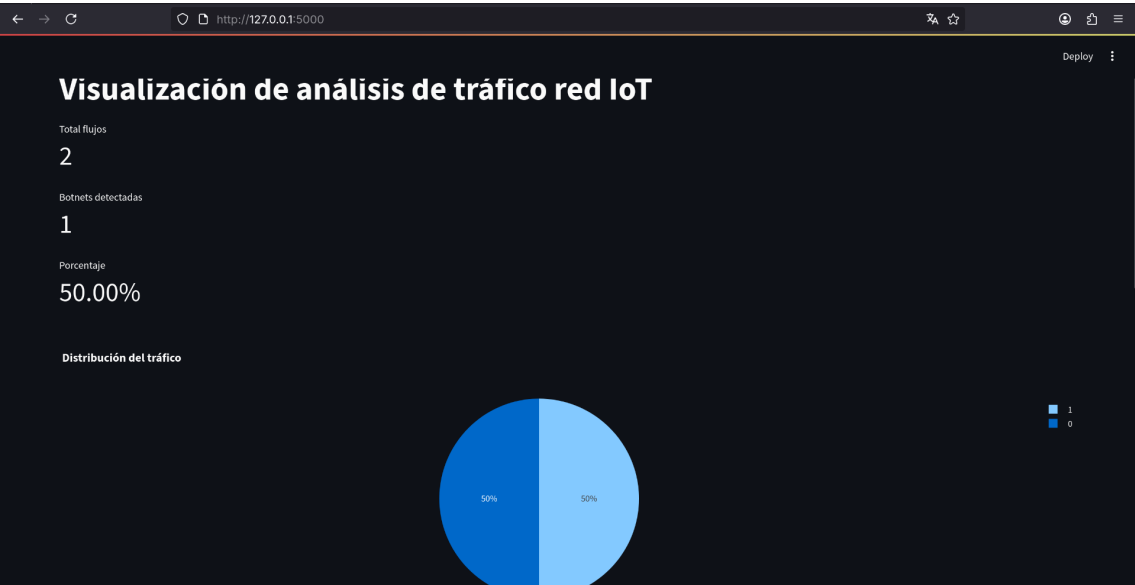 http://127.0.0.1:5000
Deploy
Visualización de análisis de tráfico red IoT
Total flujos
2
Botnets detectadas
1
Porcentaje
50.00%
Distribución del tráfico
1
0
50%
50%